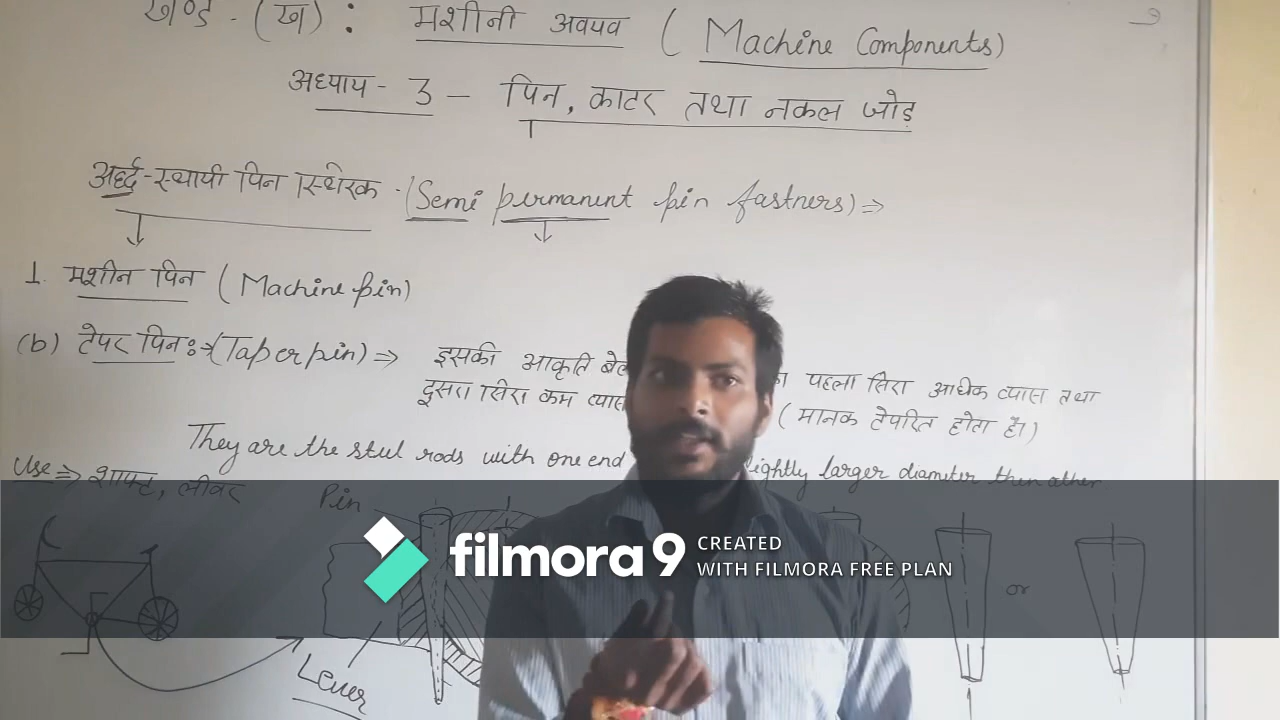 खण्ड - (ख) : मशीनी अवयव ( Machine Components)
अध्याय - 3 – पिन, काटर तथा नकल जोड़
अर्द्ध-स्थायी पिन स्थिरक - (Semi permanent pin fastners) ⇒
1. मशीन पिन ( Machine pin)
(b) टेपर पिन :→ (Taper pin) ⇒ इसकी आकृति पहला सिरा अधिक व्यास तथा
दूसरा सिरा कम ( मानक टेपरित होता है।)
They are the steel rods with one end larger diameter then other
Use ⇒ शाफ्ट, लीवर
Pin
filmora 9 CREATED
WITH FILMORA FREE PLAN
or
Lever